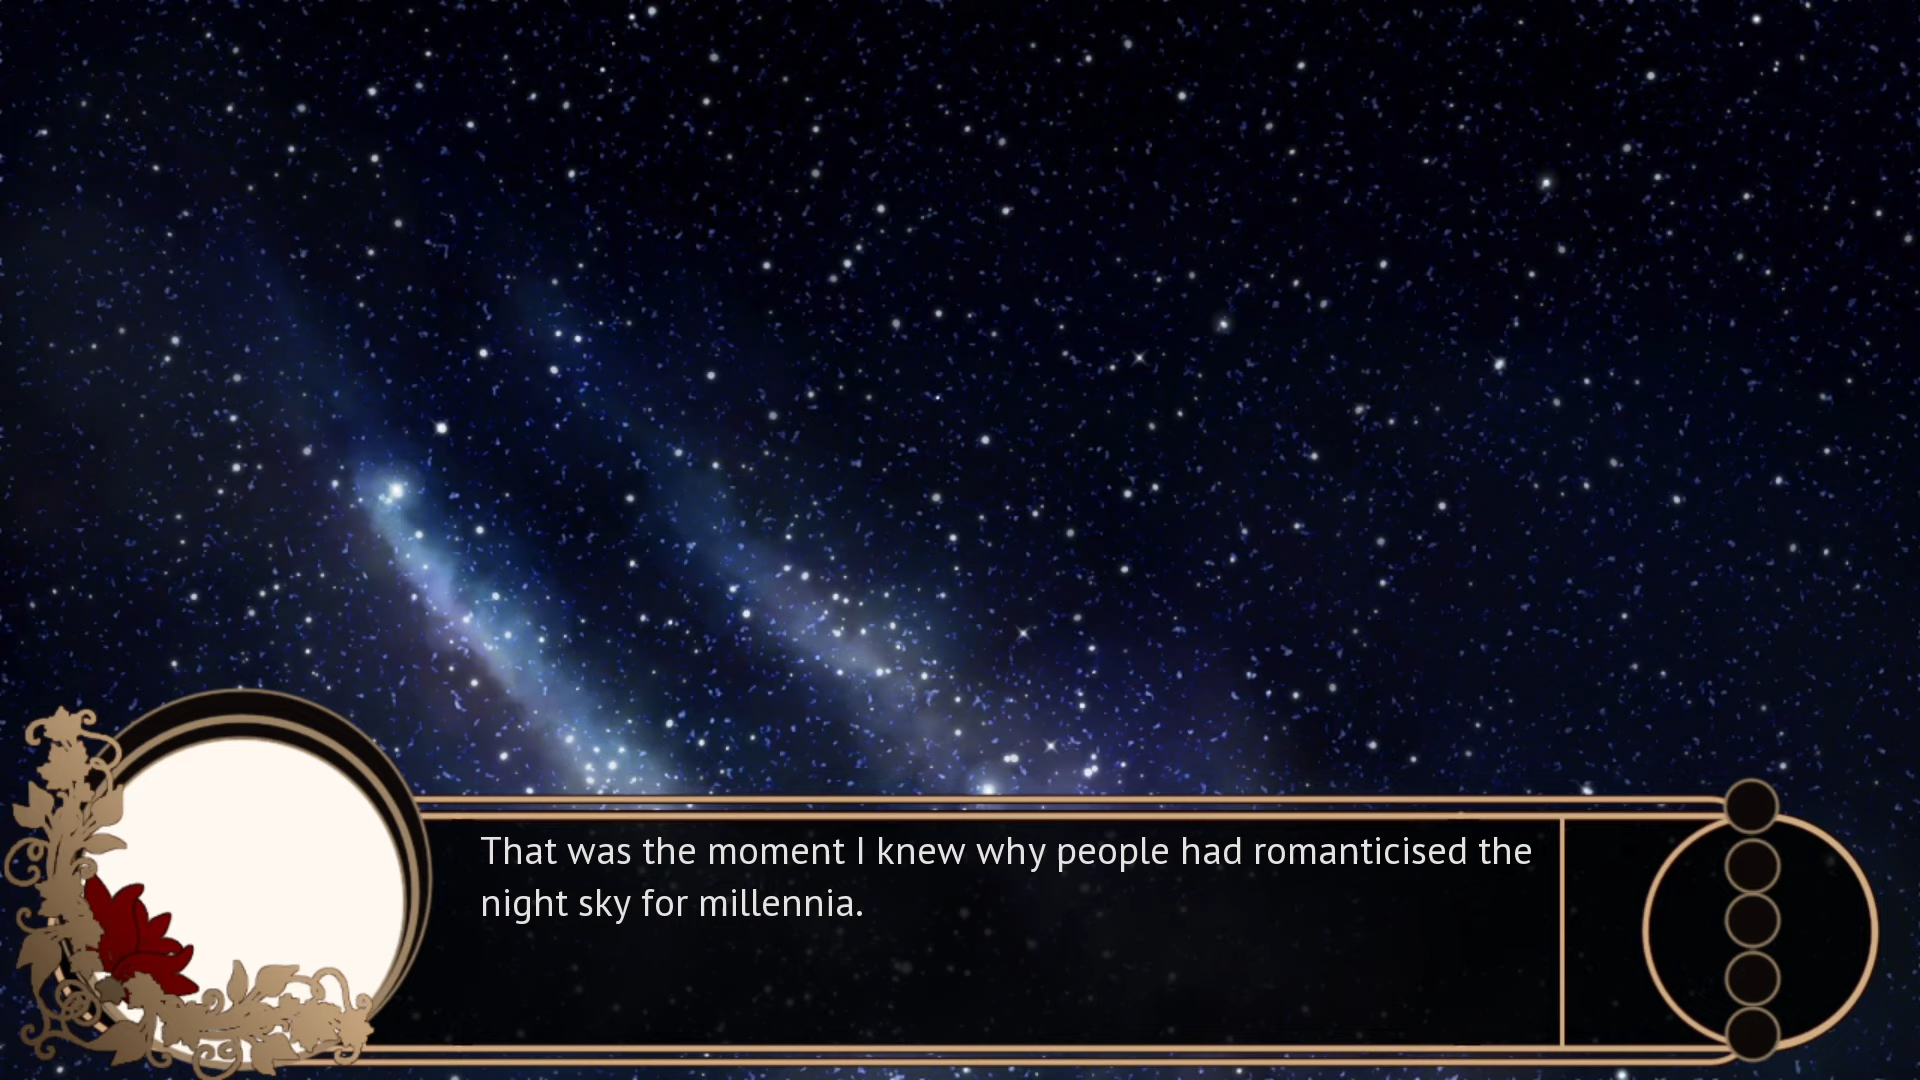 That was the moment I knew why people had romanticised the
night sky for millennia.